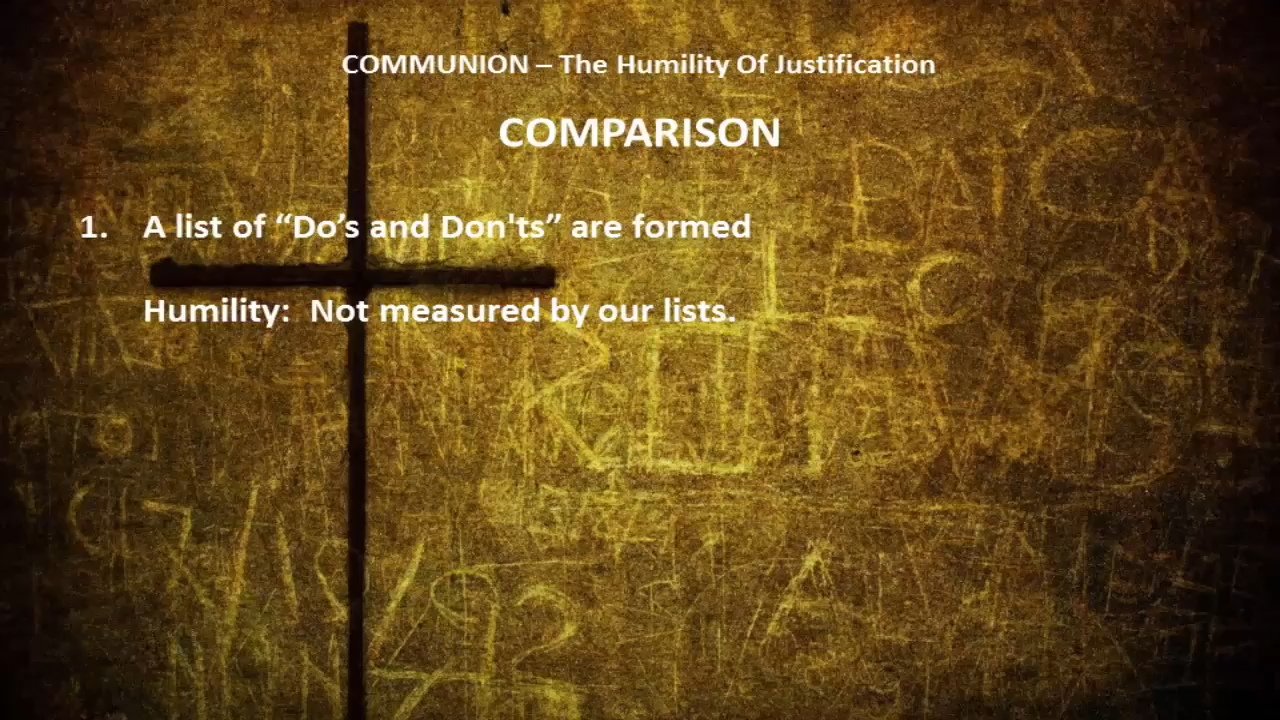 COMMUNION – The Humility Of Justification
COMPARISON
1. A list of “Do’s and Don'ts” are formed
Humility: Not measured by our lists.